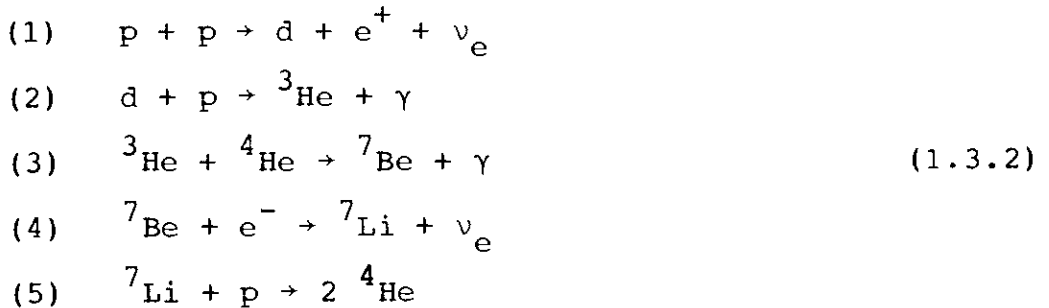 (1) p + p → d + e⁺ + νₑ
(2) d + p → ³He + γ
(3) ³He + ⁴He → ⁷Be + γ (1.3.2)
(4) ⁷Be + e⁻ → ⁷Li + νₑ
(5) ⁷Li + p → 2 ⁴He